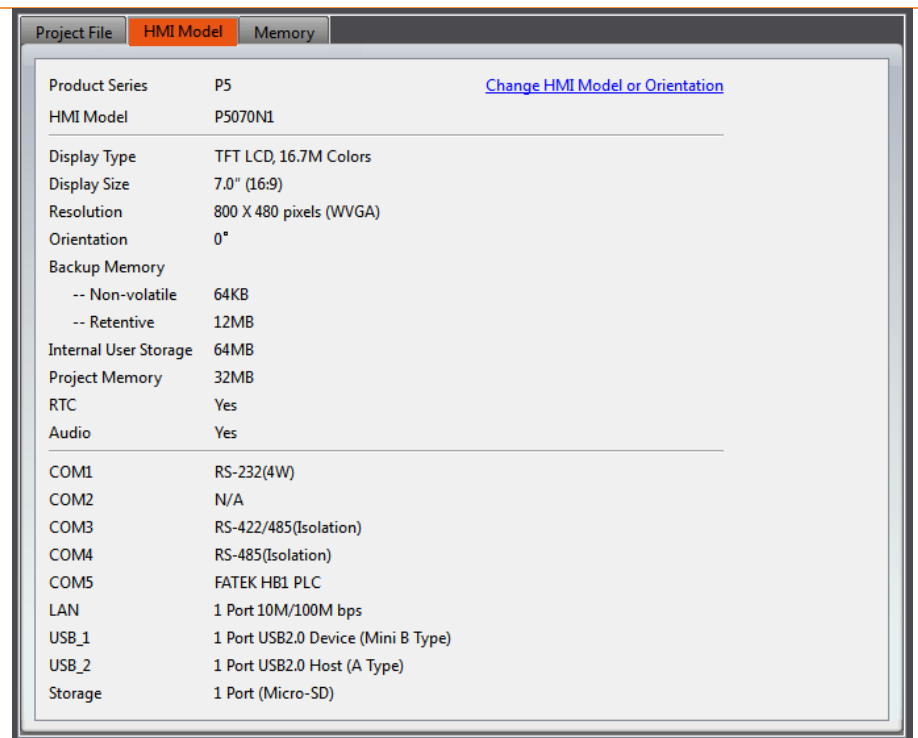 Project File HMI Model Memory
Product Series P5 Change HMI Model or Orientation
HMI Model P5070N1
Display Type TFT LCD, 16.7M Colors
Display Size 7.0" (16:9)
Resolution 800 X 480 pixels (WVGA)
Orientation 0°
Backup Memory
-- Non-volatile 64KB
-- Retentive 12MB
Internal User Storage 64MB
Project Memory 32MB
RTC Yes
Audio Yes
COM1 RS-232(4W)
COM2 N/A
COM3 RS-422/485(Isolation)
COM4 RS-485(Isolation)
COM5 FATEK HB1 PLC
LAN 1 Port 10M/100M bps
USB_1 1 Port USB2.0 Device (Mini B Type)
USB_2 1 Port USB2.0 Host (A Type)
Storage 1 Port (Micro-SD)